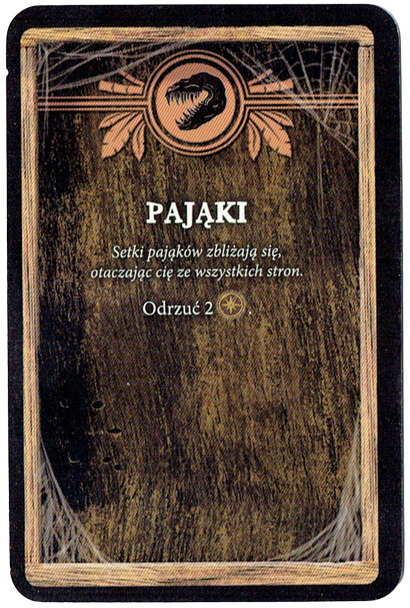 PAJĄKI
Setki pająków zbliżają się,
otaczając cię ze wszystkich stron.
Odrzuć 2 .